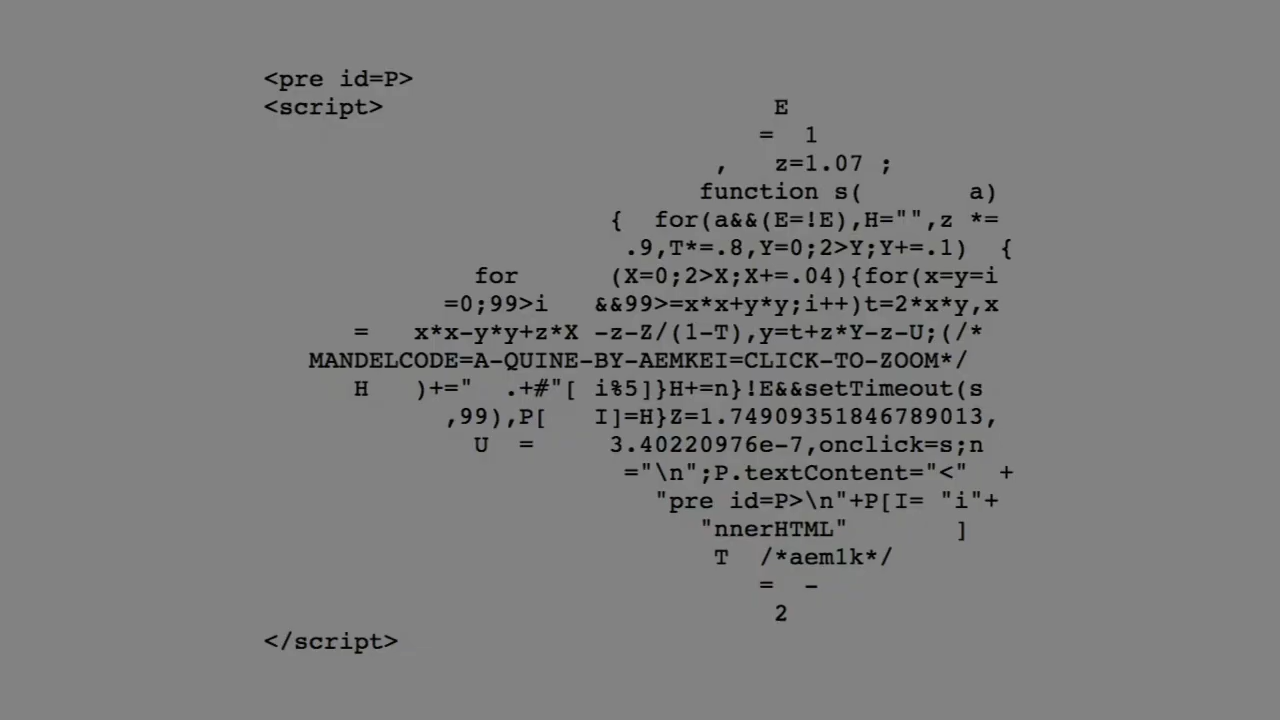 <pre id=P>
<script>                          E
                                 =  1
                              ,   z=1.07 ;
                             function s(       a)
                       {  for(a&&(E=!E),H="",z *=
                        .9,T*=.8,Y=0;2>Y;Y+=.1)  {
              for      (X=0;2>X;X+=.04){for(x=y=i
            =0;99>i   &&99>=x*x+y*y;i++)t=2*x*y,x
      =   x*x-y*y+z*X -z-Z/(1-T),y=t+z*Y-z-U;(/*
   MANDELCODE=A-QUINE-BY-AEMKEI=CLICK-TO-ZOOM*/
      H   )+="  .+#"[ i%5]}H+=n}!E&&setTimeout(s
            ,99),P[   I]=H}Z=1.74909351846789013,
              U  =     3.40220976e-7,onclick=s;n
                        ="\n";P.textContent="<"  +
                          "pre id=P>\n"+P[I= "i"+
                             "nnerHTML"       ]
                              T  /*aem1k*/
                                 =  -
                                  2
</script>